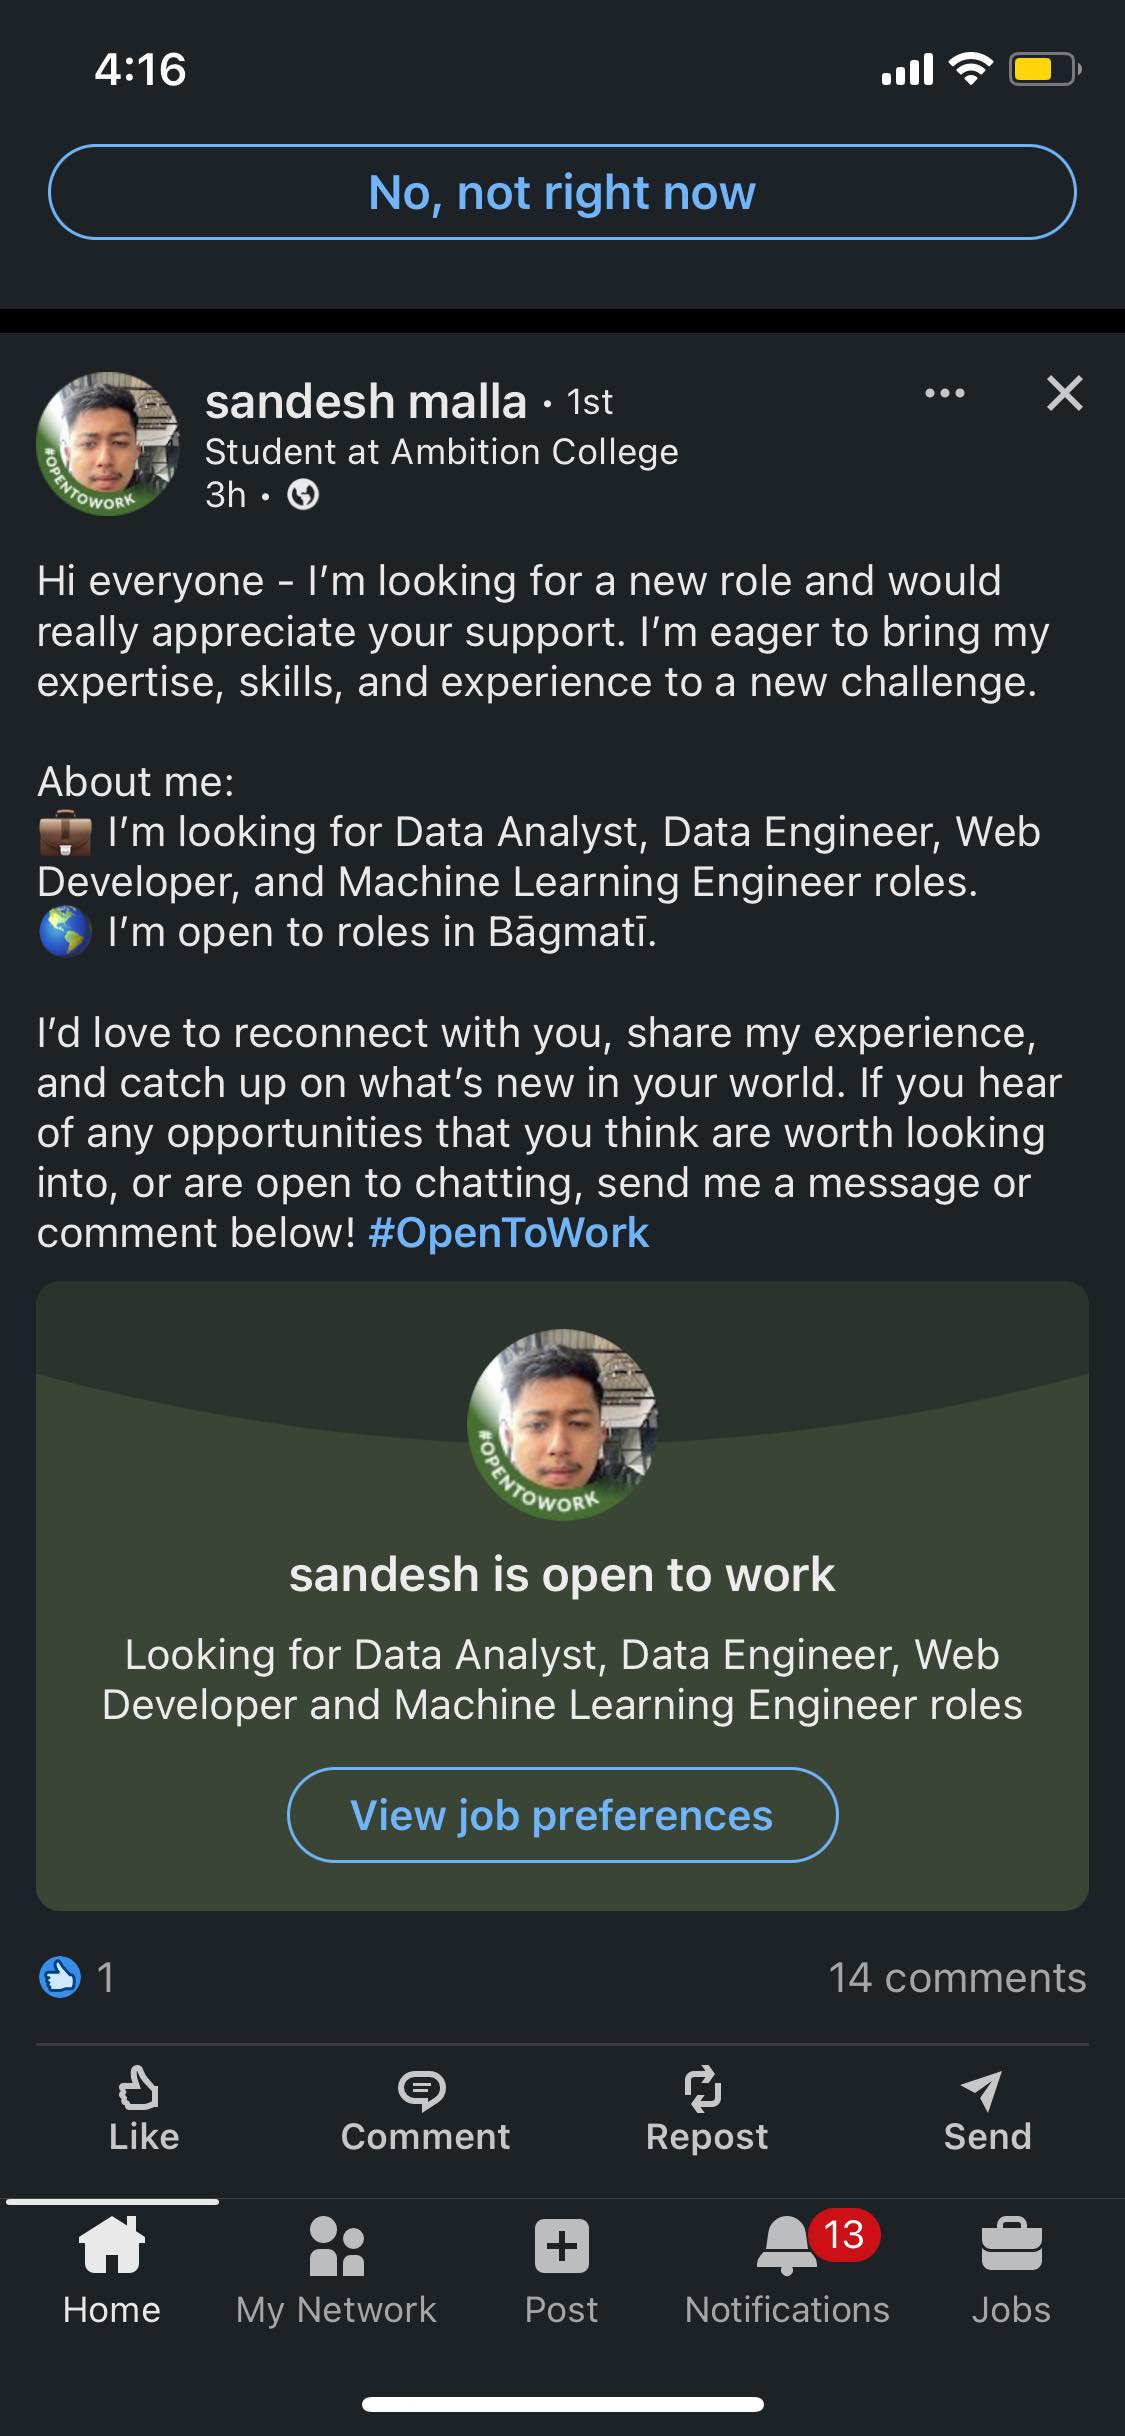 4:16
No, not right now
sandesh malla • 1st
Student at Ambition College
3h •
#OPENTOWORK
Hi everyone - I’m looking for a new role and would
really appreciate your support. I’m eager to bring my
expertise, skills, and experience to a new challenge.
About me:
💼 I’m looking for Data Analyst, Data Engineer, Web
Developer, and Machine Learning Engineer roles.
🌎 I’m open to roles in Bāgmatī.
I’d love to reconnect with you, share my experience,
and catch up on what’s new in your world. If you hear
of any opportunities that you think are worth looking
into, or are open to chatting, send me a message or
comment below! #OpenToWork
#OPENTOWORK
sandesh is open to work
Looking for Data Analyst, Data Engineer, Web
Developer and Machine Learning Engineer roles
View job preferences
1 14 comments
Like Comment Repost Send
13
Home My Network Post Notifications Jobs